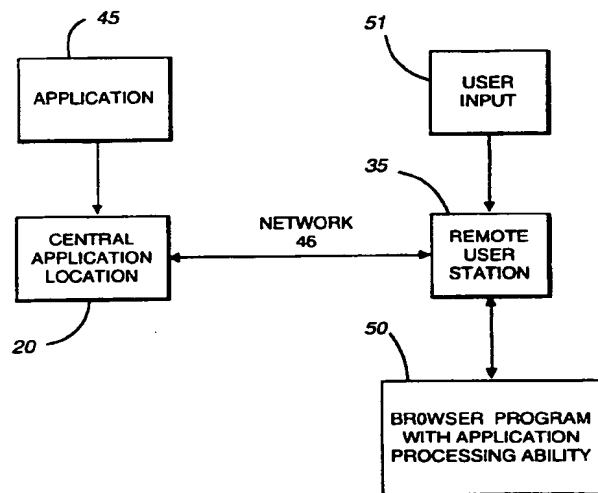 45
APPLICATION
51
USER
INPUT
35
CENTRAL
APPLICATION
LOCATION
NETWORK
46
REMOTE
USER
STATION
20
50
BROWSER PROGRAM
WITH APPLICATION
PROCESSING ABILITY